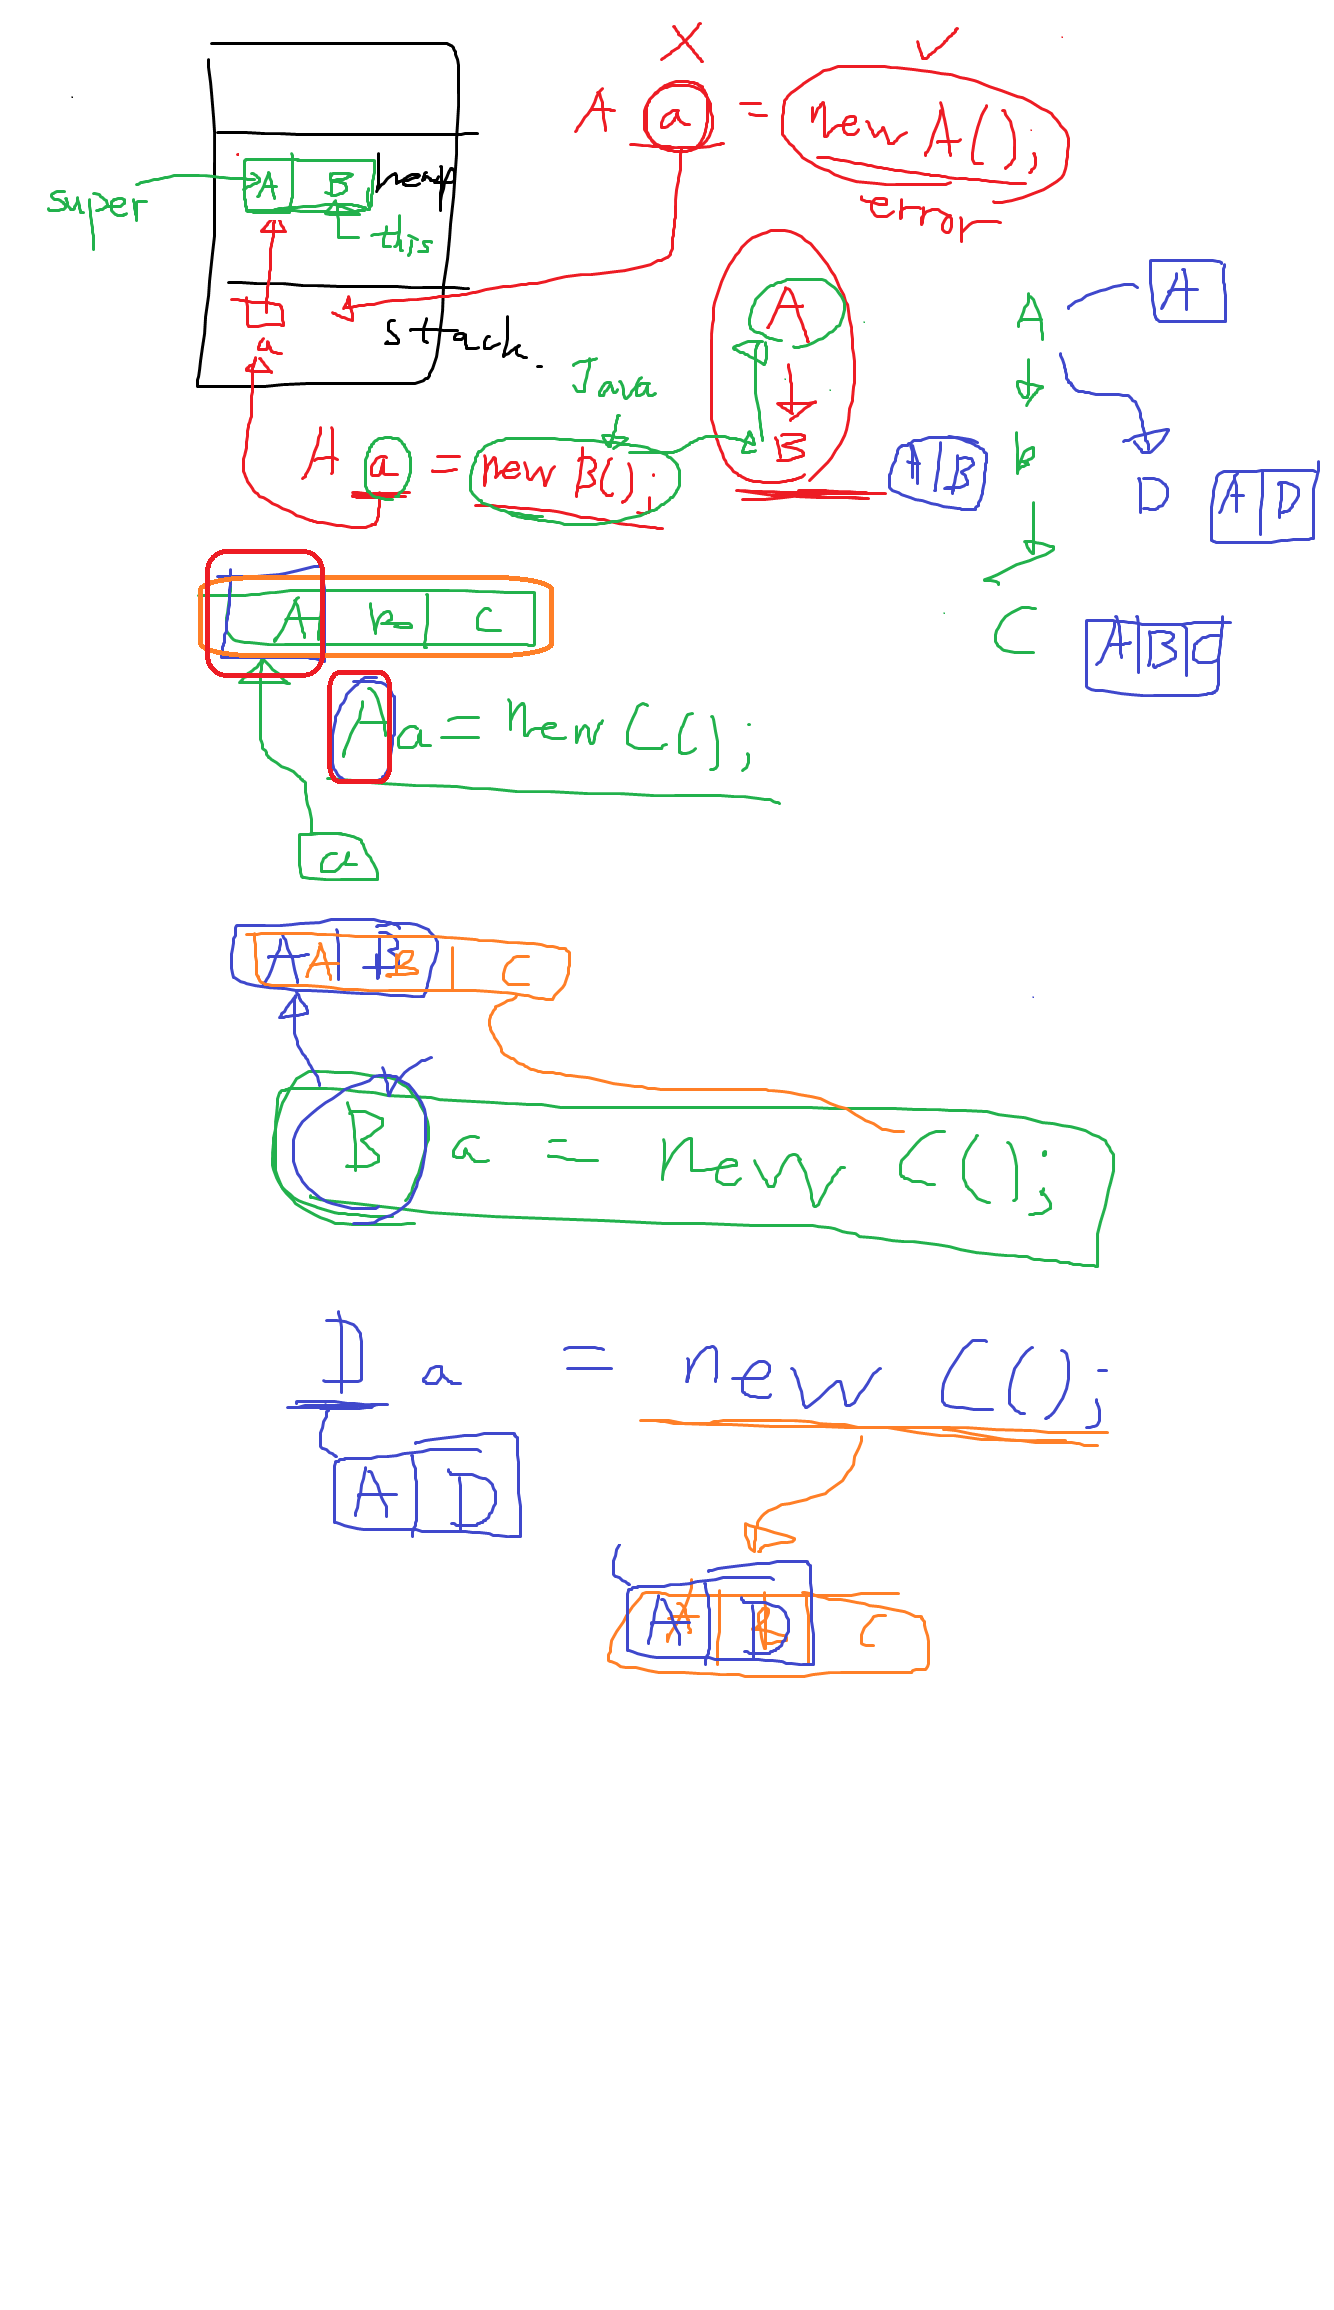 A a = new A();
error
A B heap
super
this
a
stack.
Java
A a = new B();
A
B
A B
A
A
B
D
A D
C
A B C
A B C
A a = new C();
a
A B
A B C
B a = new C();
D a = new C();
A D
A D
A C